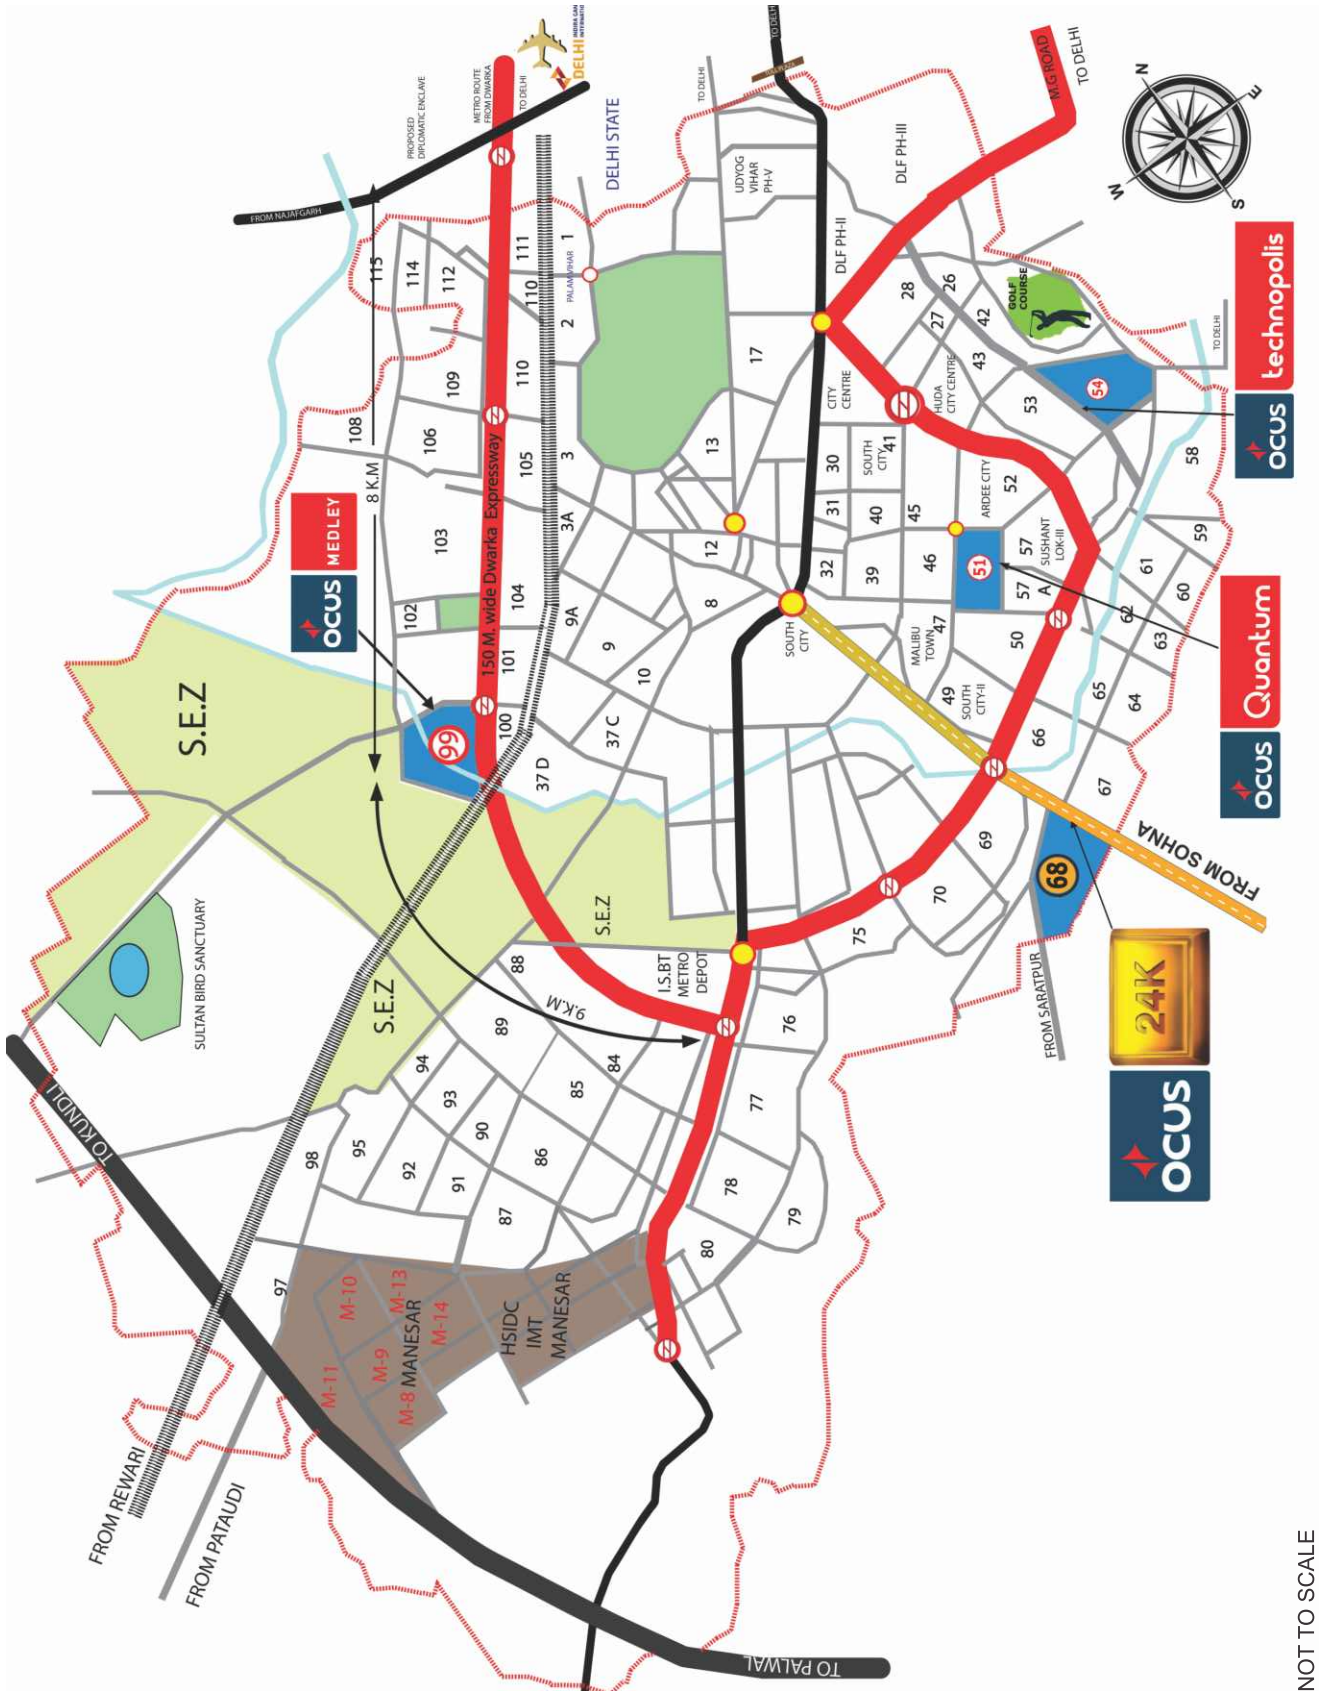 PROPOSED
DIPLOMATIC ENCLAVE
METRO ROUTE
FROM DWARKA
TO DELHI
DELHI
FROM NAJAFGARH
DELHI STATE
TO DELHI
TO DELHI
M.G ROAD
TO DELHI
N
E
S
W
115
114
112
111
1
110
PALAM VIHAR
2
UDYOG
VIHAR
PH-V
DLF PH-III
DLF PH-II
108
109
106
110
105
3
17
13
CITY
CENTRE
28
26
27
42
43
GOLF
COURSE
HUDA
CITY CENTRE
53
54
TO DELHI
OCUS
technopolis
8 K.M
OCUS
MEDLEY
103
102
104
150 M. wide Dwarka Expressway
3A
9A
12
8
30
31
32
SOUTH
CITY
41
40
39
45
46
ARDEE CITY
52
51
57
SUSHANT
LOK-III
57
A
58
59
61
60
62
63
OCUS
Quantum
S.E.Z
99
101
100
9
10
37 C
37 D
SOUTH
CITY
MALIBU
TOWN
47
49
SOUTH
CITY-II
50
66
65
64
67
SULTAN BIRD SANCTUARY
S.E.Z
S.E.Z
88
9.K.M
I.S.BT
METRO
DEPOT
75
70
69
68
FROM SOHNA
FROM SARATPUR
OCUS
24K
TO KUNDLI
98
95
94
93
92
91
90
89
87
86
85
84
76
77
78
79
80
97
M-10
M-13
M-11
M-9
M-8
MANESAR
M-14
HSIDC
IMT
MANESAR
FROM REWARI
FROM PATAUDI
TO PALWAL
NOT TO SCALE